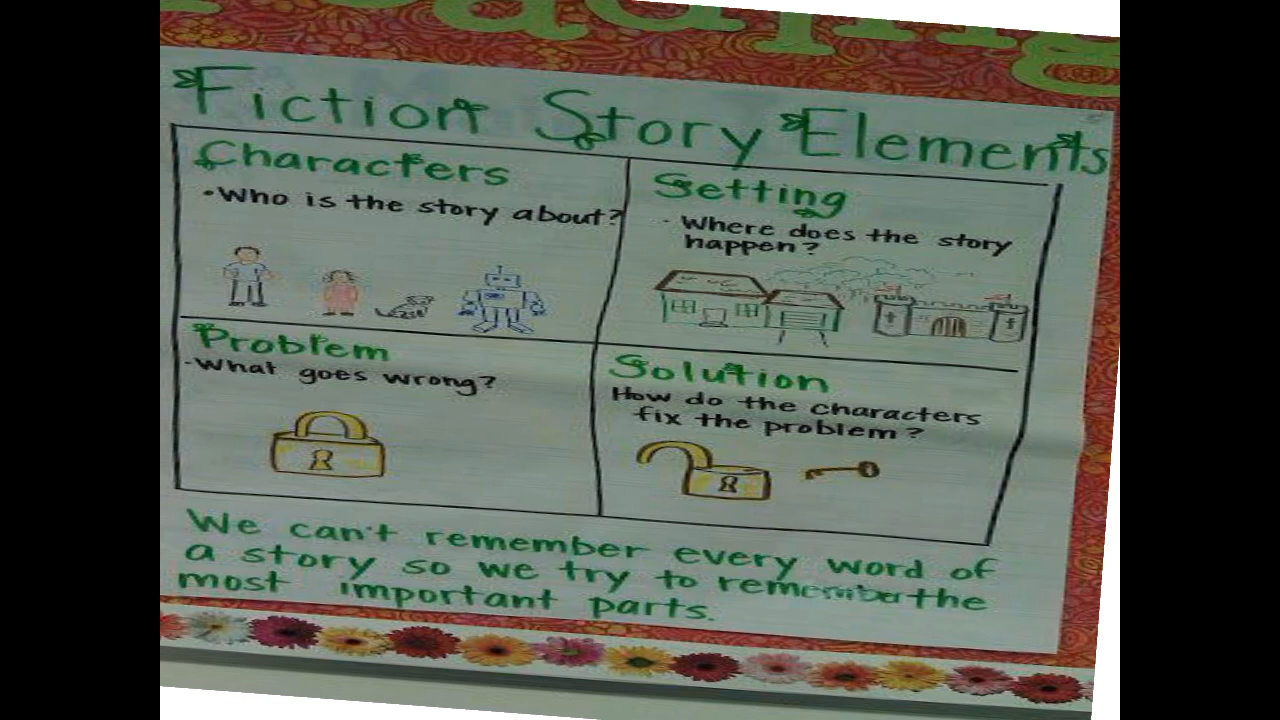 Fiction Story Elements
Characters
• Who is the story about?
Setting
· Where does the story
happen?
Problem
- What goes wrong?
Solution
How do the characters
fix the problem?
We can't remember every word of
a story so we try to remember the
most important parts.